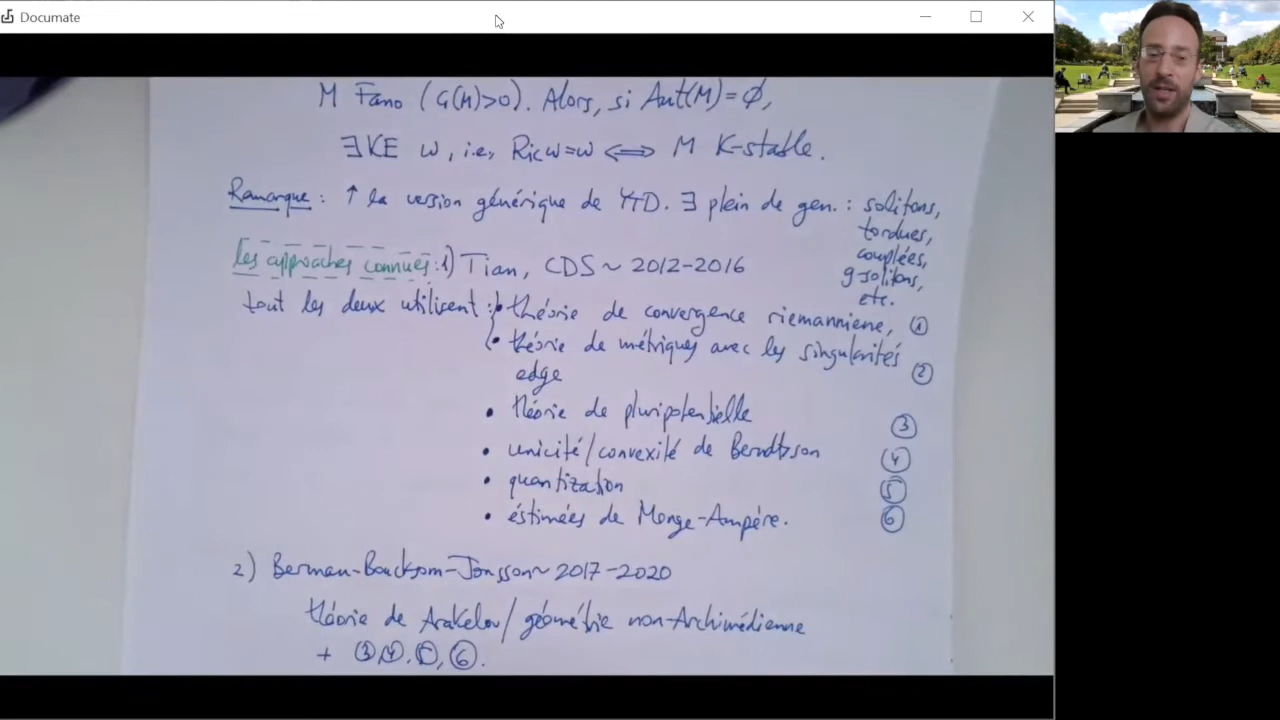 Documate
M Fano (C₁(M)>0). Alors, si Aut(M)=∅,
∃KE ω, i.e., Ric ω=ω ⟺ M K-stable.
Remarque : ↑ la version générique de YTD. ∃ plein de gen. : solitons,
tordues,
couplées,
g-solitons,
etc.
Les approches connues : 1) Tian, CDS ~ 2012-2016
tout les deux utilisent : • théorie de convergence riemanniene, ①
• théorie de métriques avec les singularités
edge ②
• théorie de pluripotentielle ③
• unicité/convexité de Berndtsson ④
• quantization ⑤
• éstimées de Monge-Ampère. ⑥
2) Berman-Boucksom-Jonsson ~ 2017-2020
théorie de Arakelov/géométrie non-Archimédienne
+ ③,④,⑤,⑥.